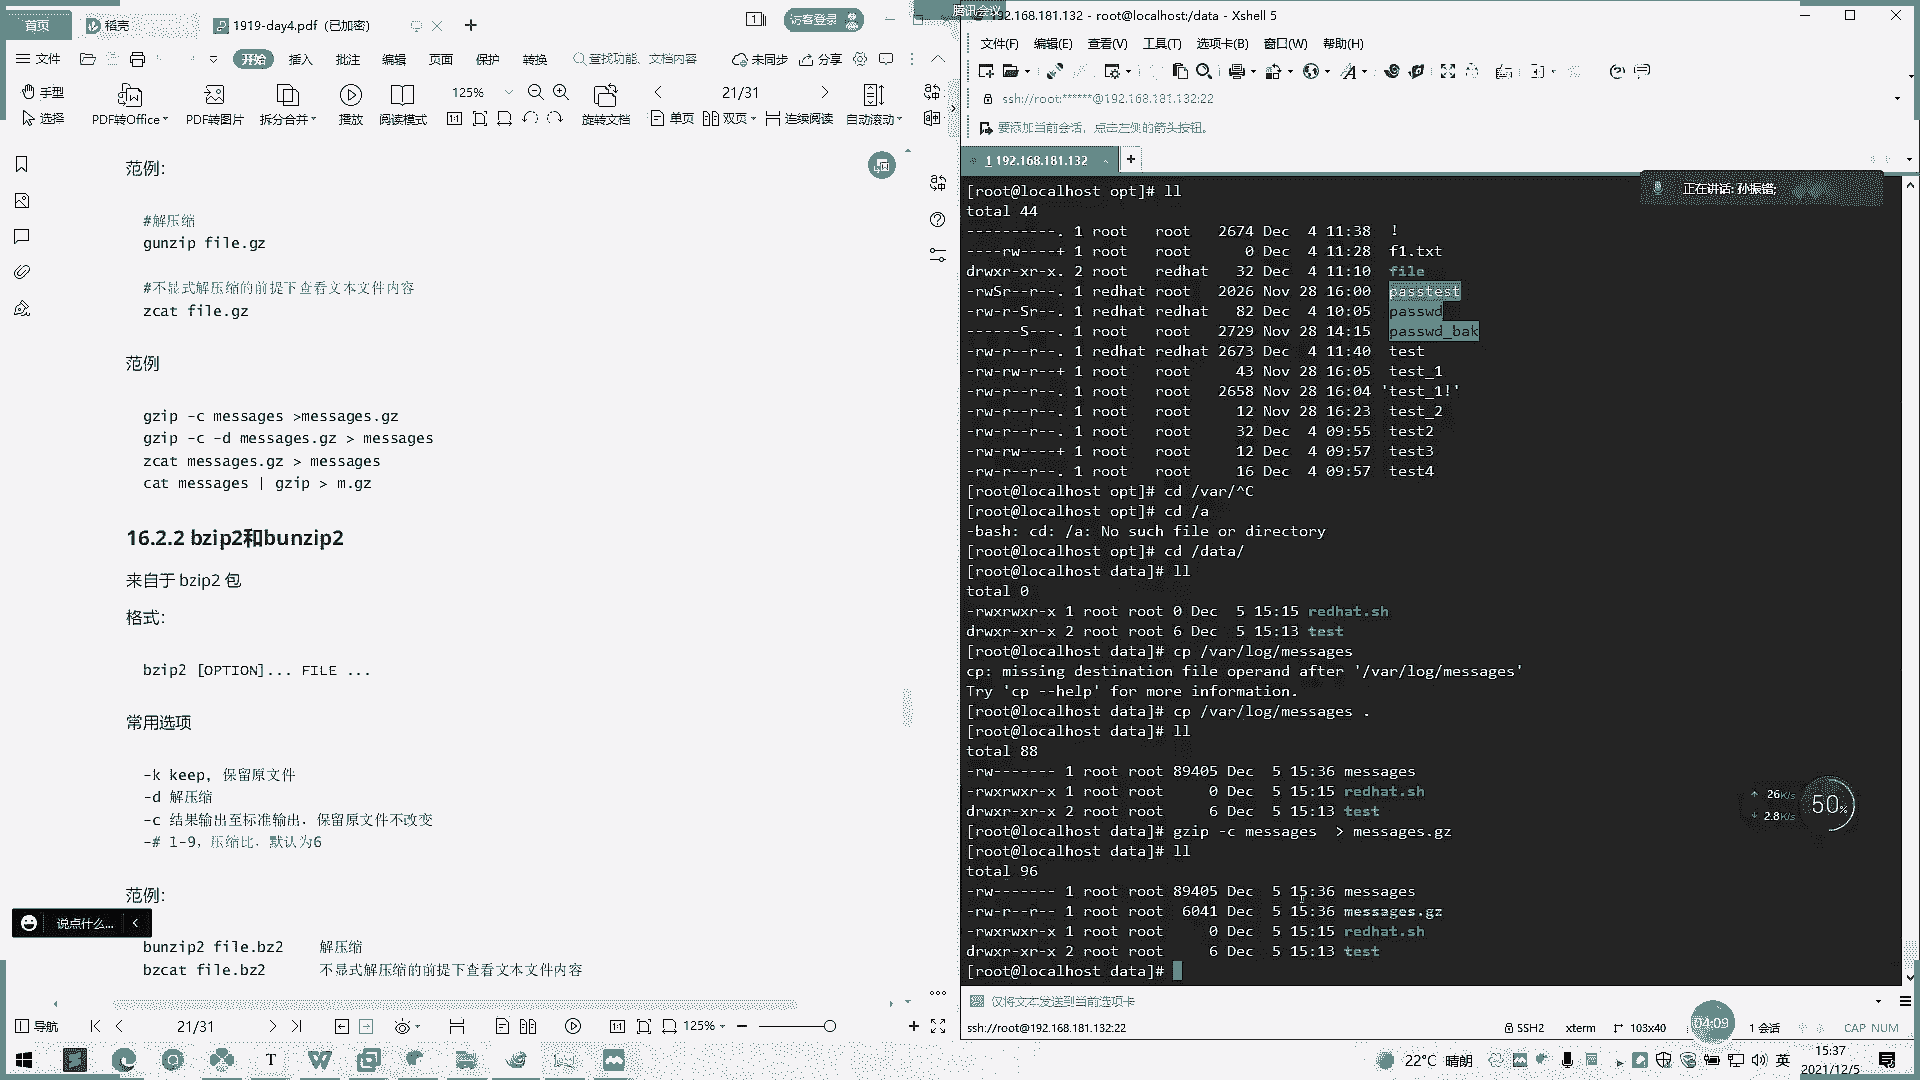 首页
稻壳
1919-day4.pdf (已加密)
访客登录
文件
开始
插入
批注
编辑
页面
保护
转换
查找功能、文档内容
未同步
分享
手型
选择
PDF转Office
PDF转图片
拆分合并
播放
阅读模式
125%
旋转文档
21/31
单页
双页
连续阅读
自动滚动
范例:
#解压缩
gunzip file.gz
#不显式解压缩的前提下查看文本文件内容
zcat file.gz
范例
gzip -c messages >messages.gz
gzip -c -d messages.gz > messages
zcat messages.gz > messages
cat messages | gzip > m.gz
16.2.2 bzip2和bunzip2
来自于 bzip2 包
格式:
bzip2 [OPTION]... FILE ...
常用选项
-k keep, 保留原文件
-d 解压缩
-c 结果输出至标准输出，保留原文件不改变
-# 1-9，压缩比，默认为6
范例:
bunzip2 file.bz2 解压缩
bzcat file.bz2 不显式解压缩的前提下查看文本文件内容
说点什么...
导航
21/31
125%
腾讯会议
192.168.181.132 - root@localhost:/data - Xshell 5
文件(F) 编辑(E) 查看(V) 工具(T) 选项卡(B) 窗口(W) 帮助(H)
ssh://root:******@192.168.181.132:22
要添加当前会话，点击左侧的箭头按钮。
1 192.168.181.132
正在讲话: 孙振锴;
[root@localhost opt]# ll
total 44
----------. 1 root   root   2674 Dec  4 11:38  !
----rw----+ 1 root   root      0 Dec  4 11:28  f1.txt
drwxr-xr-x. 2 root   redhat   32 Dec  4 11:10  file
-rwSr--r--. 1 redhat root   2026 Nov 28 16:00  passtest
-rw-r-Sr--. 1 redhat redhat   82 Dec  4 10:05  passwd
------S---. 1 root   root   2729 Nov 28 14:15  passwd_bak
-rw-r--r--. 1 redhat redhat 2673 Dec  4 11:40  test
-rw-rw-r--+ 1 root   root     43 Nov 28 16:05  test_1
-rw-r--r--. 1 root   root   2658 Nov 28 16:04 'test_1!'
-rw-r--r--. 1 root   root     12 Nov 28 16:23  test_2
-rw-r--r--. 1 root   root     32 Dec  4 09:55  test2
-rw-rw----+ 1 root   root     12 Dec  4 09:57  test3
-rw-r--r--. 1 root   root     16 Dec  4 09:57  test4
[root@localhost opt]# cd /var/^C
[root@localhost opt]# cd /a
-bash: cd: /a: No such file or directory
[root@localhost opt]# cd /data/
[root@localhost data]# ll
total 0
-rwxrwxr-x 1 root root 0 Dec  5 15:15 redhat.sh
drwxr-xr-x 2 root root 6 Dec  5 15:13 test
[root@localhost data]# cp /var/log/messages
cp: missing destination file operand after '/var/log/messages'
Try 'cp --help' for more information.
[root@localhost data]# cp /var/log/messages .
[root@localhost data]# ll
total 88
-rw------- 1 root root 89405 Dec  5 15:36 messages
-rwxrwxr-x 1 root root     0 Dec  5 15:15 redhat.sh
drwxr-xr-x 2 root root     6 Dec  5 15:13 test
[root@localhost data]# gzip -c messages  > messages.gz
[root@localhost data]# ll
total 96
-rw------- 1 root root 89405 Dec  5 15:36 messages
-rw-r--r-- 1 root root  6041 Dec  5 15:36 messages.gz
-rwxrwxr-x 1 root root     0 Dec  5 15:15 redhat.sh
drwxr-xr-x 2 root root     6 Dec  5 15:13 test
[root@localhost data]#
26K/s
2.8K/s
50%
仅将文本发送到当前选项卡
ssh://root@192.168.181.132:22
04:09
SSH2
xterm
103x40
1 会话
CAP NUM
22°C 晴朗
英
15:37
2021/12/5